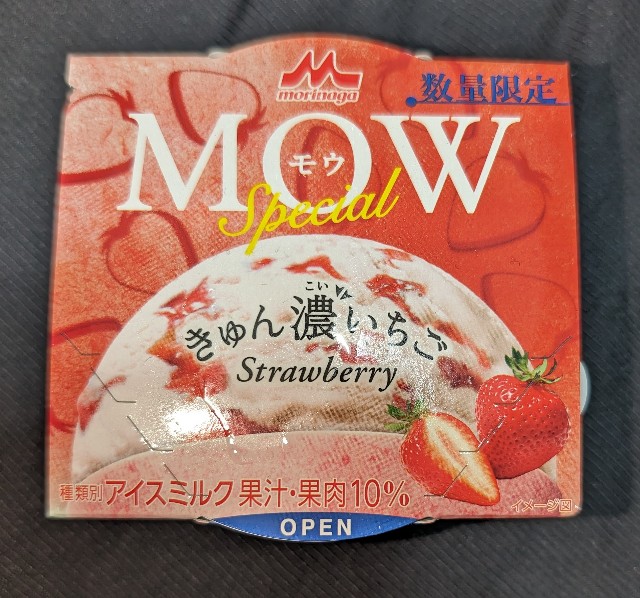 morinaga
数量限定
MOW
モウ
Special
こい
きゅん濃いちご
Strawberry
種類別アイスミルク 果汁・果肉10%
イメージ図
OPEN